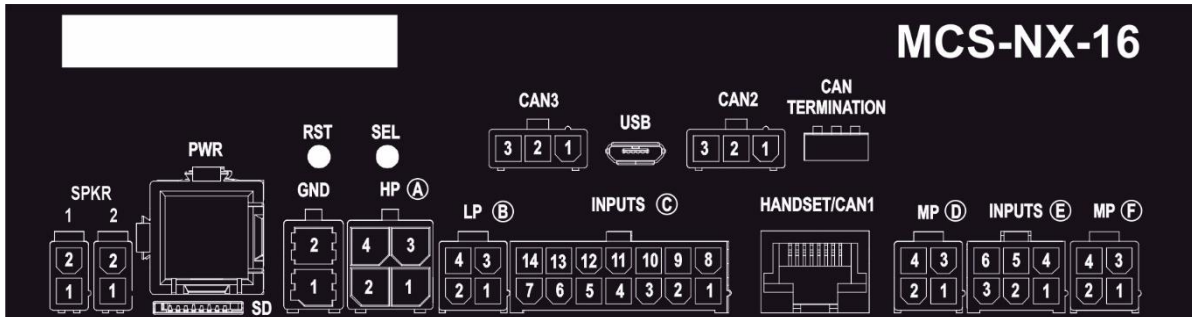 MCS-NX-16
CAN3
USB
CAN2
CAN
TERMINATION
3 2 1
3 2 1
RST
SEL
PWR
SPKR
1 2
GND
HP A
LP B
INPUTS C
HANDSET/CAN1
MP D
INPUTS E
MP F
2
1
2
1
SD
2
1
4 3
2 1
4 3
2 1
14 13 12 11 10 9 8
7 6 5 4 3 2 1
4 3
2 1
6 5 4
3 2 1
4 3
2 1